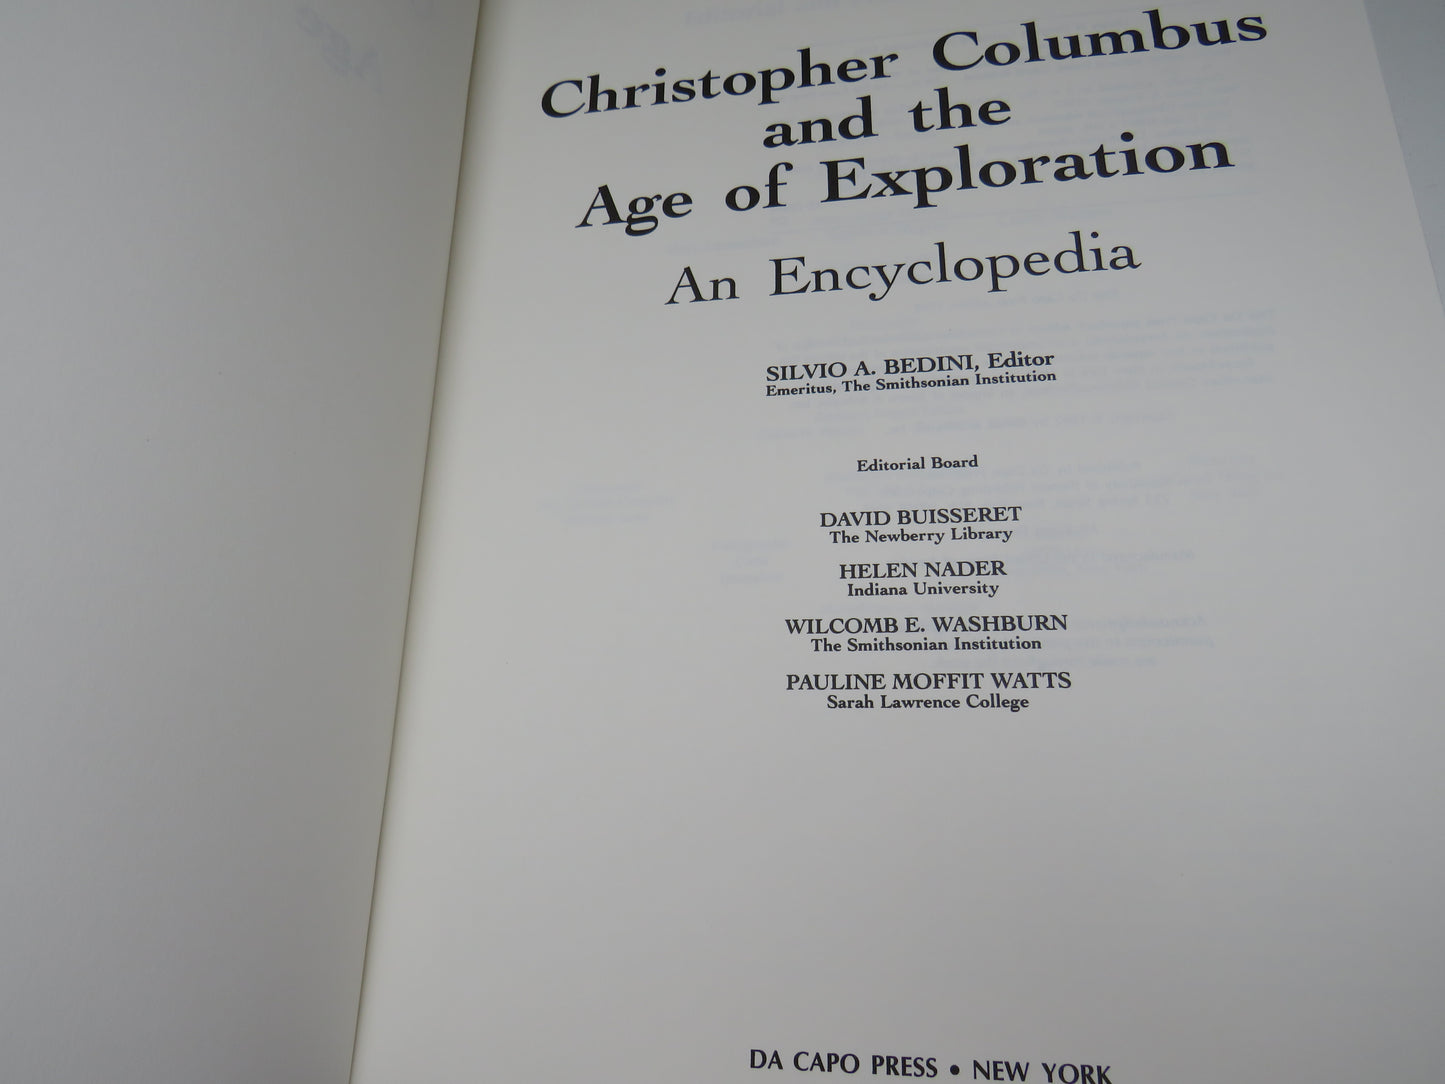 Christopher Columbus
and the
Age of Exploration
An Encyclopedia
SILVIO A. BEDINI, Editor
Emeritus, The Smithsonian Institution
Editorial Board
DAVID BUISSERET
The Newberry Library
HELEN NADER
Indiana University
WILCOMB E. WASHBURN
The Smithsonian Institution
PAULINE MOFFIT WATTS
Sarah Lawrence College
DA CAPO PRESS • NEW YORK